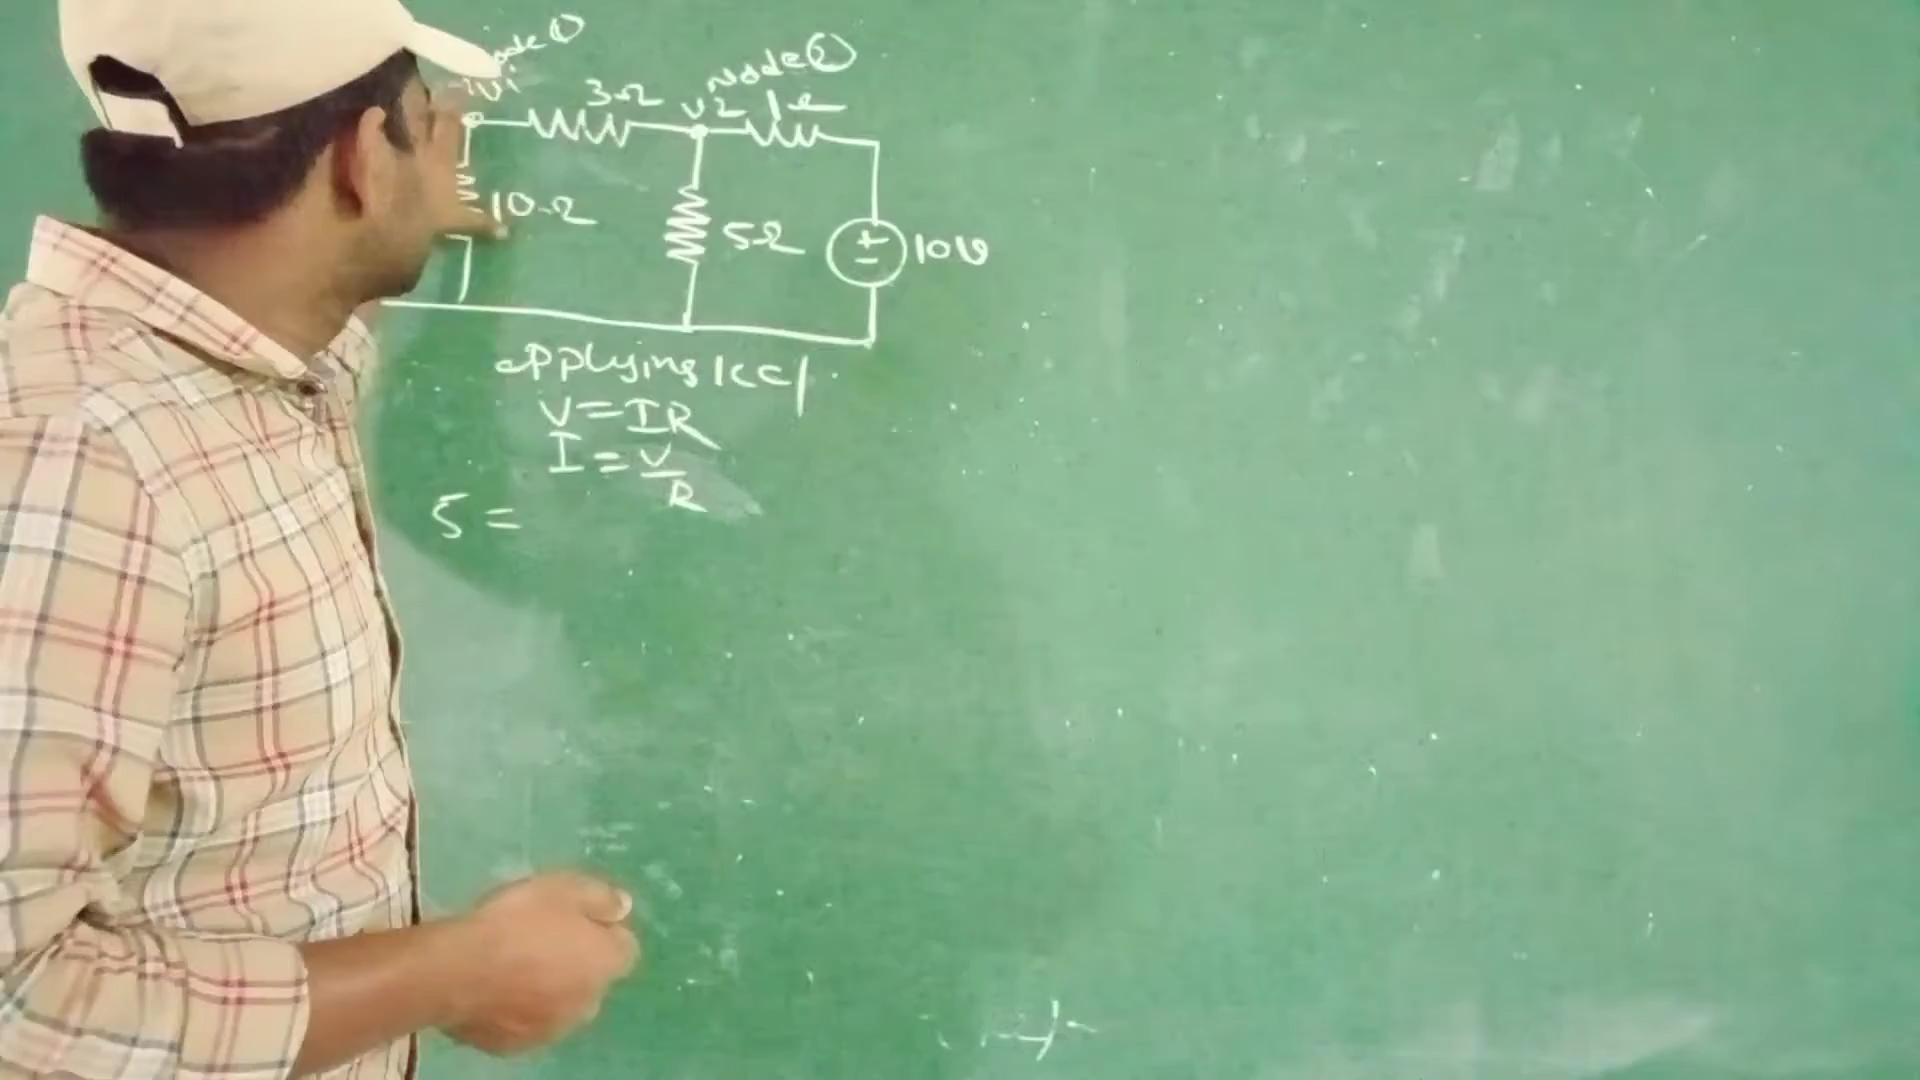 Node ①
V1
Node ②
3Ω
V2
1Ω
10Ω
5Ω
10V
applying KCL
V=IR
I=V/R
5=